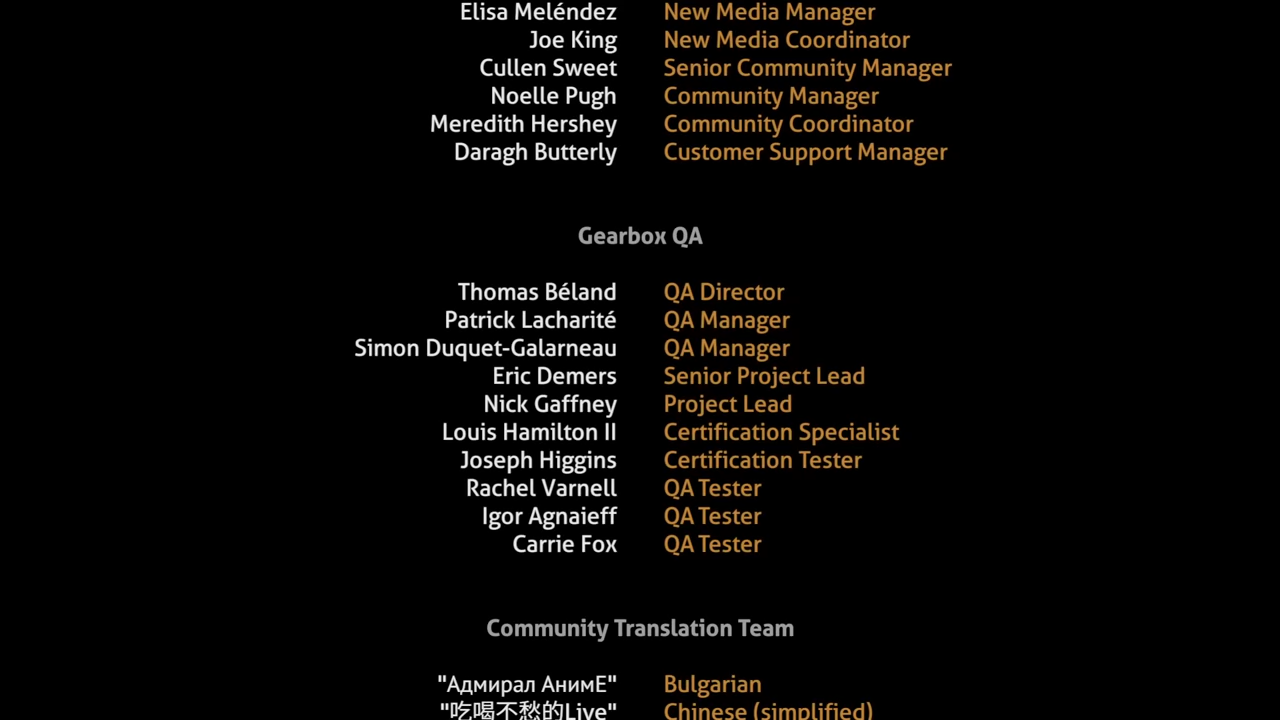 Elisa Meléndez New Media Manager
Joe King New Media Coordinator
Cullen Sweet Senior Community Manager
Noelle Pugh Community Manager
Meredith Hershey Community Coordinator
Daragh Butterly Customer Support Manager
Gearbox QA
Thomas Béland QA Director
Patrick Lacharité QA Manager
Simon Duquet-Galarneau QA Manager
Eric Demers Senior Project Lead
Nick Gaffney Project Lead
Louis Hamilton II Certification Specialist
Joseph Higgins Certification Tester
Rachel Varnell QA Tester
Igor Agnaieff QA Tester
Carrie Fox QA Tester
Community Translation Team
"Адмирал АнимЕ" Bulgarian
"吃喝不愁的Live" Chinese (simplified)